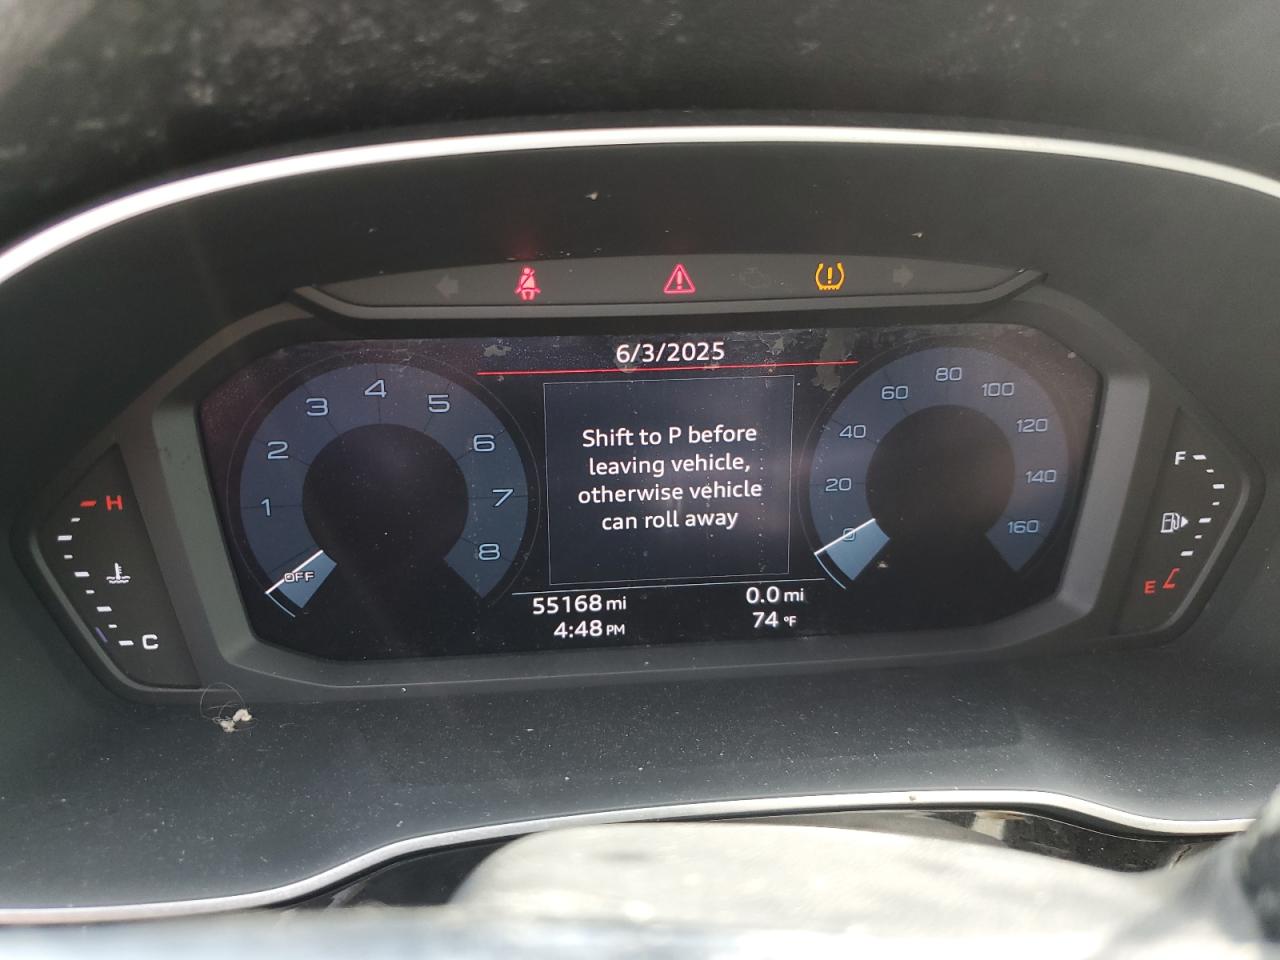 6/3/2025
Shift to P before
leaving vehicle,
otherwise vehicle
can roll away
55168 mi
4:48 PM
0.0 mi
74 °F
OFF
1
2
3
4
5
6
7
8
0
20
40
60
80
100
120
140
160
H
C
F
E